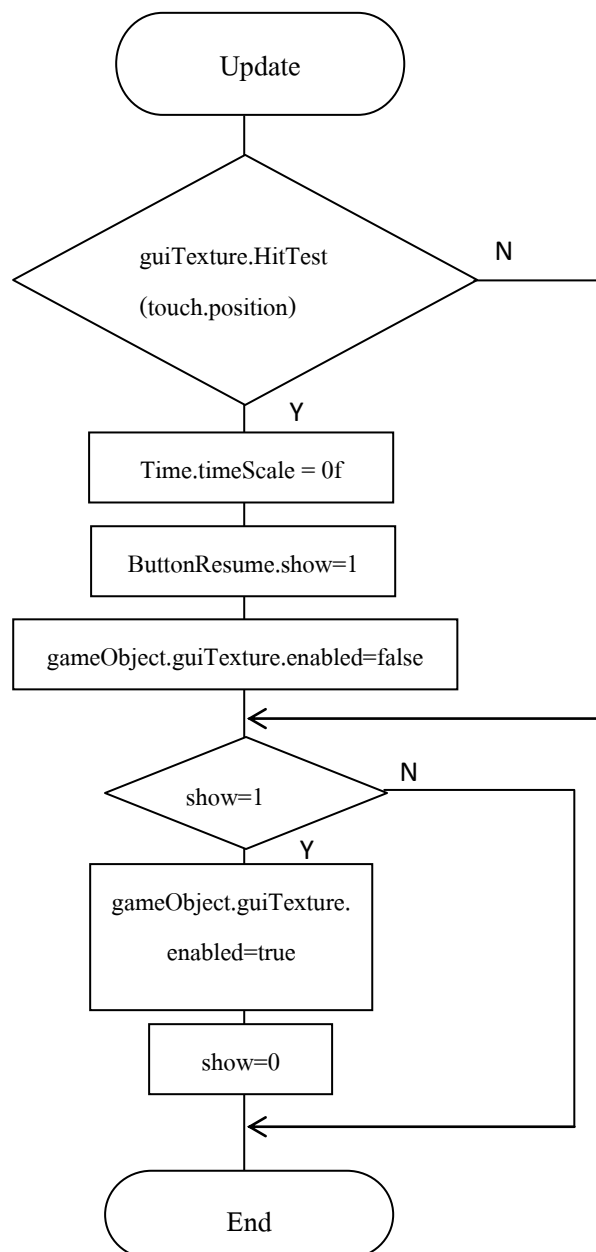 Update
guiTexture.HitTest
N
(touch.position)
Y
Time.timeScale = 0f
ButtonResume.show=1
gameObject.guiTexture.enabled=false
N
show=1
Y
gameObject.guiTexture.
enabled=true
show=0
End